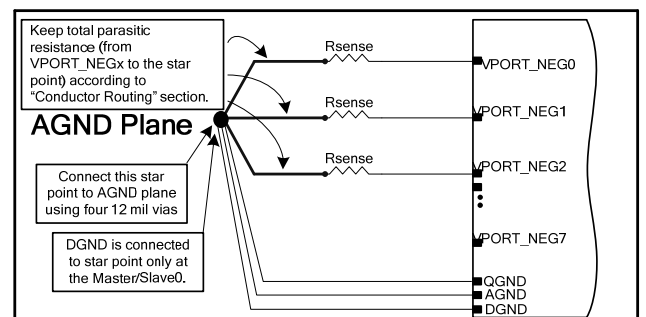 Keep total parasitic
resistance (from
VPORT_NEGx to the star
point) according to
“Conductor Routing” section.
AGND Plane
Connect this star
point to AGND plane
using four 12 mil vias
DGND is connected
to star point only at
the Master/Slave0.
Rsense
VPORT_NEG0
Rsense
VPORT_NEG1
Rsense
VPORT_NEG2
VPORT_NEG7
QGND
AGND
DGND